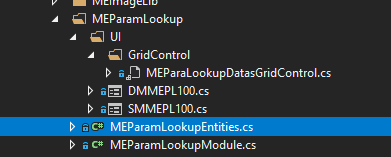 MEImageLib
MEParamLookup
UI
GridControl
MEParaLookupDatasGridControl.cs
DMMEPL100.cs
SMMEPL100.cs
C# MEParamLookupEntities.cs
C# MEParamLookupModule.cs